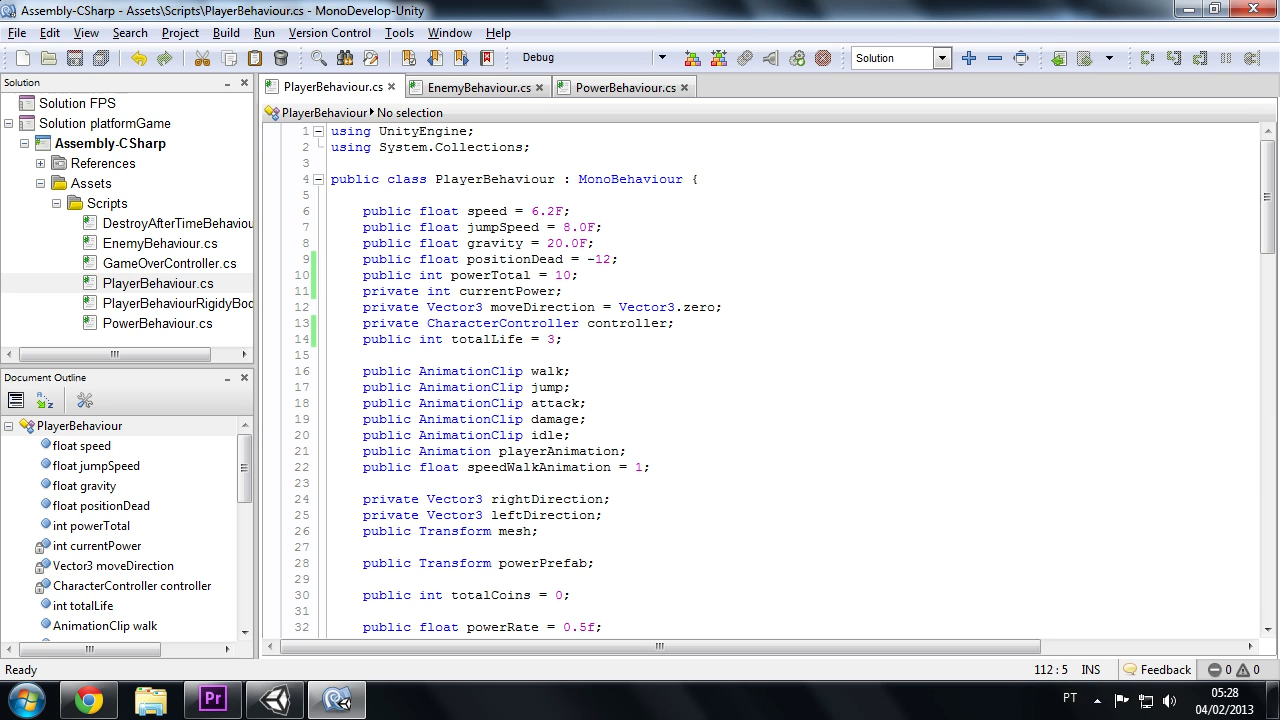 Assembly-CSharp - Assets\Scripts\PlayerBehaviour.cs - MonoDevelop-Unity
File Edit View Search Project Build Run Version Control Tools Window Help
Debug
Solution
Solution
Solution FPS
Solution platformGame
Assembly-CSharp
References
Assets
Scripts
DestroyAfterTimeBehaviou
EnemyBehaviour.cs
GameOverController.cs
PlayerBehaviour.cs
PlayerBehaviourRigidyBod
PowerBehaviour.cs
Document Outline
PlayerBehaviour
float speed
float jumpSpeed
float gravity
float positionDead
int powerTotal
int currentPower
Vector3 moveDirection
CharacterController controller
int totalLife
AnimationClip walk
PlayerBehaviour.cs EnemyBehaviour.cs PowerBehaviour.cs
PlayerBehaviour No selection
1 using UnityEngine;
2 using System.Collections;
3
4 public class PlayerBehaviour : MonoBehaviour {
5
6 public float speed = 6.2F;
7 public float jumpSpeed = 8.0F;
8 public float gravity = 20.0F;
9 public float positionDead = -12;
10 public int powerTotal = 10;
11 private int currentPower;
12 private Vector3 moveDirection = Vector3.zero;
13 private CharacterController controller;
14 public int totalLife = 3;
15
16 public AnimationClip walk;
17 public AnimationClip jump;
18 public AnimationClip attack;
19 public AnimationClip damage;
20 public AnimationClip idle;
21 public Animation playerAnimation;
22 public float speedWalkAnimation = 1;
23
24 private Vector3 rightDirection;
25 private Vector3 leftDirection;
26 public Transform mesh;
27
28 public Transform powerPrefab;
29
30 public int totalCoins = 0;
31
32 public float powerRate = 0.5f;
Ready 112 : 5 INS Feedback 0 0
Pr
PT
05:28
04/02/2013